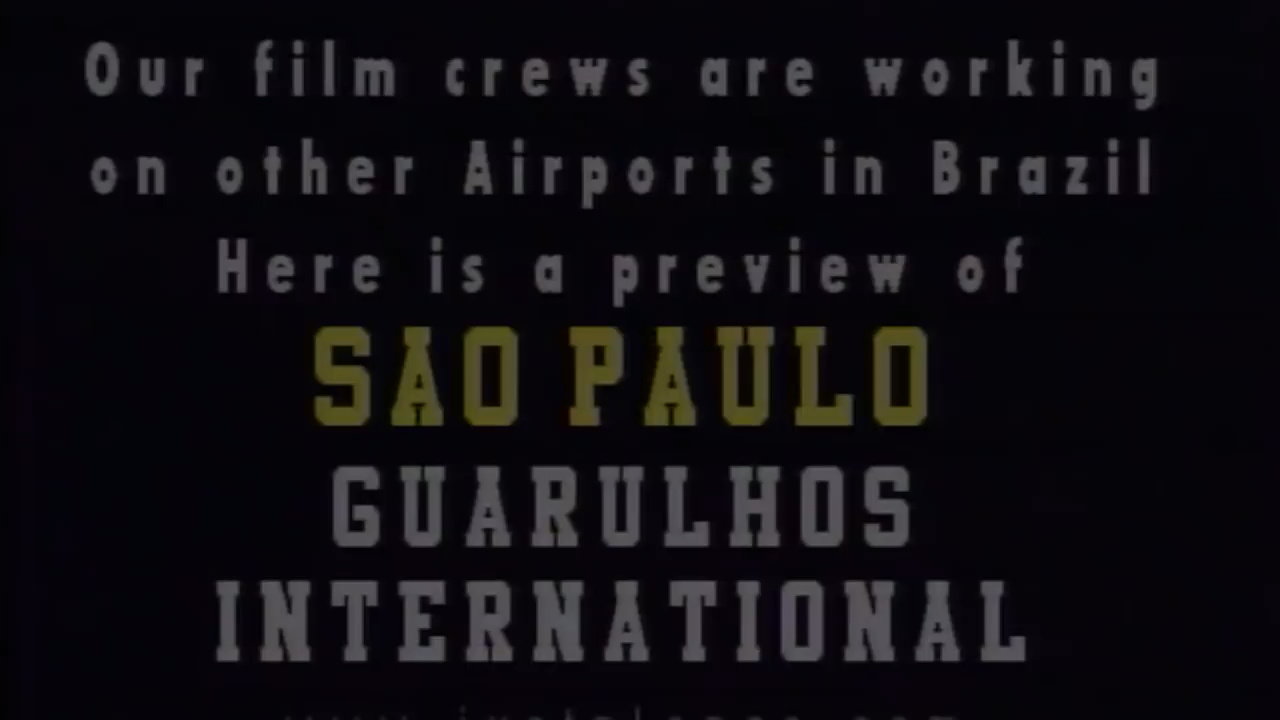 Our film crews are working
on other Airports in Brazil
Here is a preview of
SAO PAULO
GUARULHOS
INTERNATIONAL